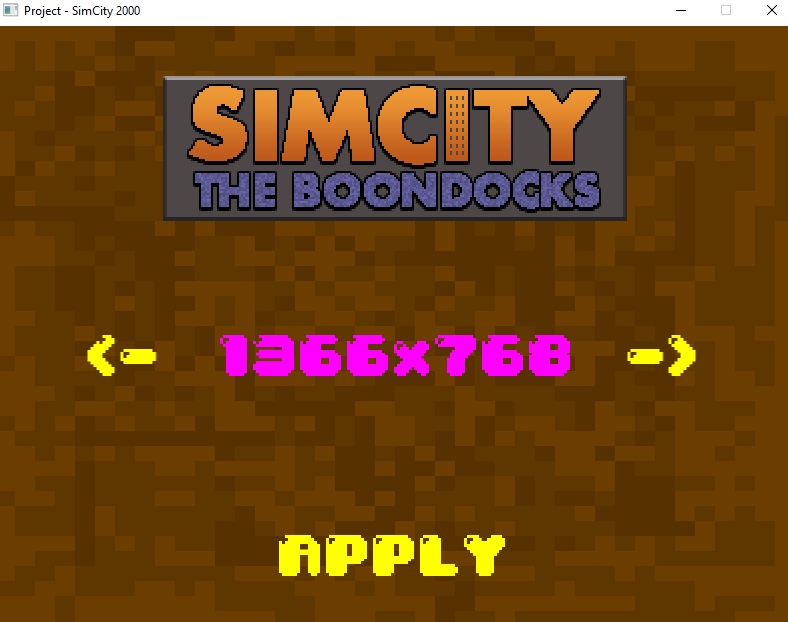 Project - SimCity 2000
SIMCITY
THE BOONDOCKS
<- 1366x768 ->
APPLY